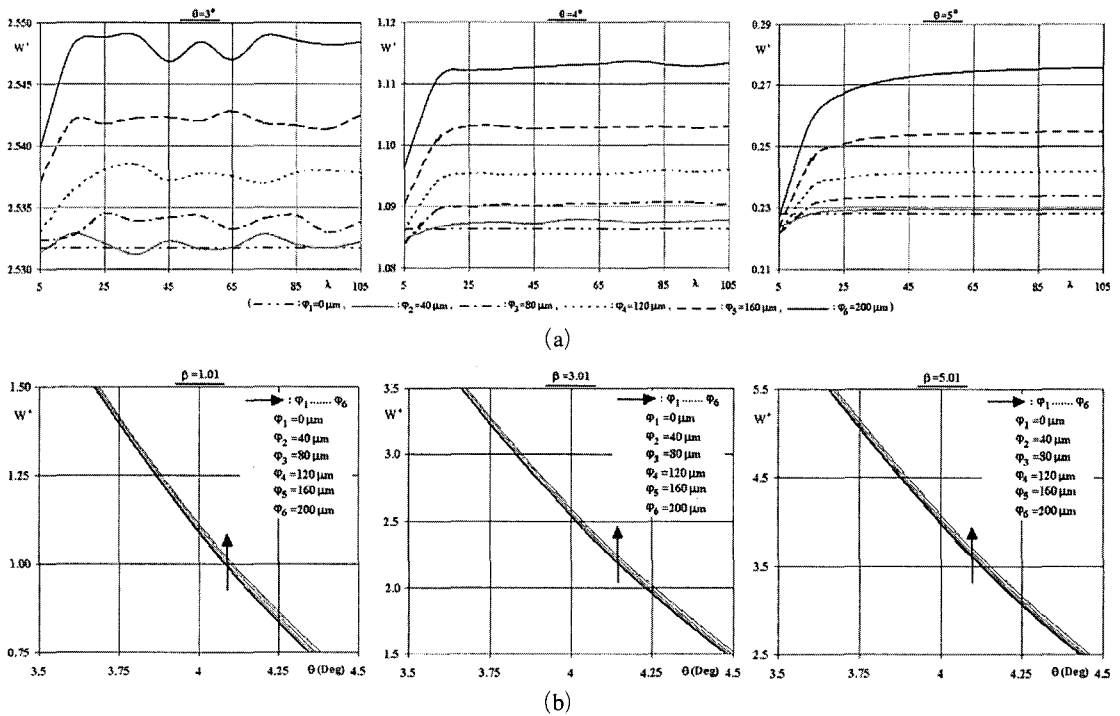 θ=3° θ=4° θ=5°
2.550 1.12 0.29
W* W* W*
2.545 1.11 0.27
2.540 1.10 0.25
2.535 1.09 0.23
2.530 1.08 0.21
5 25 45 65 85 λ 105 5 25 45 65 85 λ 105 5 25 45 65 85 λ 105
( : φ₁=0 μm, : φ₂=40 μm, : φ₃=80 μm, : φ₄=120 μm, : φ₅=160 μm, : φ₆=200 μm)
(a)
β=1.01 β=3.01 β=5.01
1.50 3.5 5.5
W* : φ₁......φ₆ W* : φ₁......φ₆ W* : φ₁......φ₆
φ₁=0 μm φ₁=0 μm φ₁=0 μm
φ₂=40 μm φ₂=40 μm φ₂=40 μm
1.25 φ₃=80 μm 3.0 φ₃=80 μm 4.5 φ₃=80 μm
φ₄=120 μm φ₄=120 μm φ₄=120 μm
φ₅=160 μm φ₅=160 μm φ₅=160 μm
φ₆=200 μm φ₆=200 μm φ₆=200 μm
1.00 2.5 3.5
2.0
0.75 1.5 2.5
3.5 3.75 4 4.25 θ(Deg) 4.5 3.5 3.75 4 4.25 θ(Deg) 4.5 3.5 3.75 4 4.25 θ(Deg) 4.5
(b)